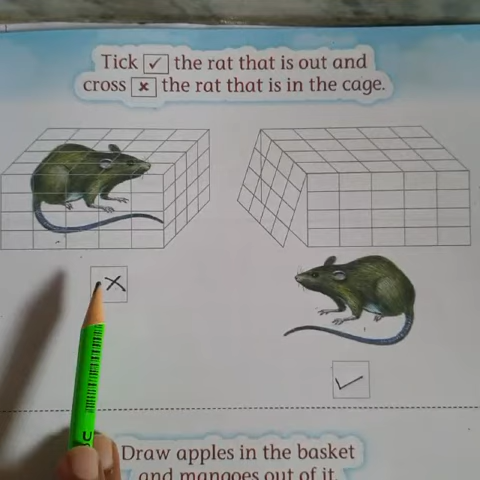 Tick ✓ the rat that is out and
cross × the rat that is in the cage.
Draw apples in the basket
and mangoes out of it.